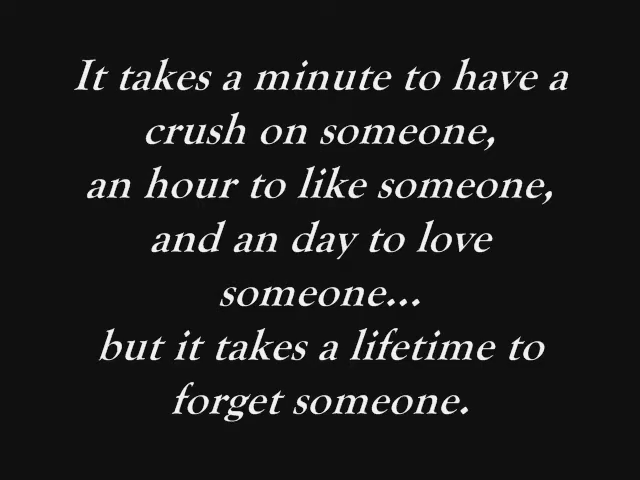 It takes a minute to have a
crush on someone,
an hour to like someone,
and an day to love
someone...
but it takes a lifetime to
forget someone.